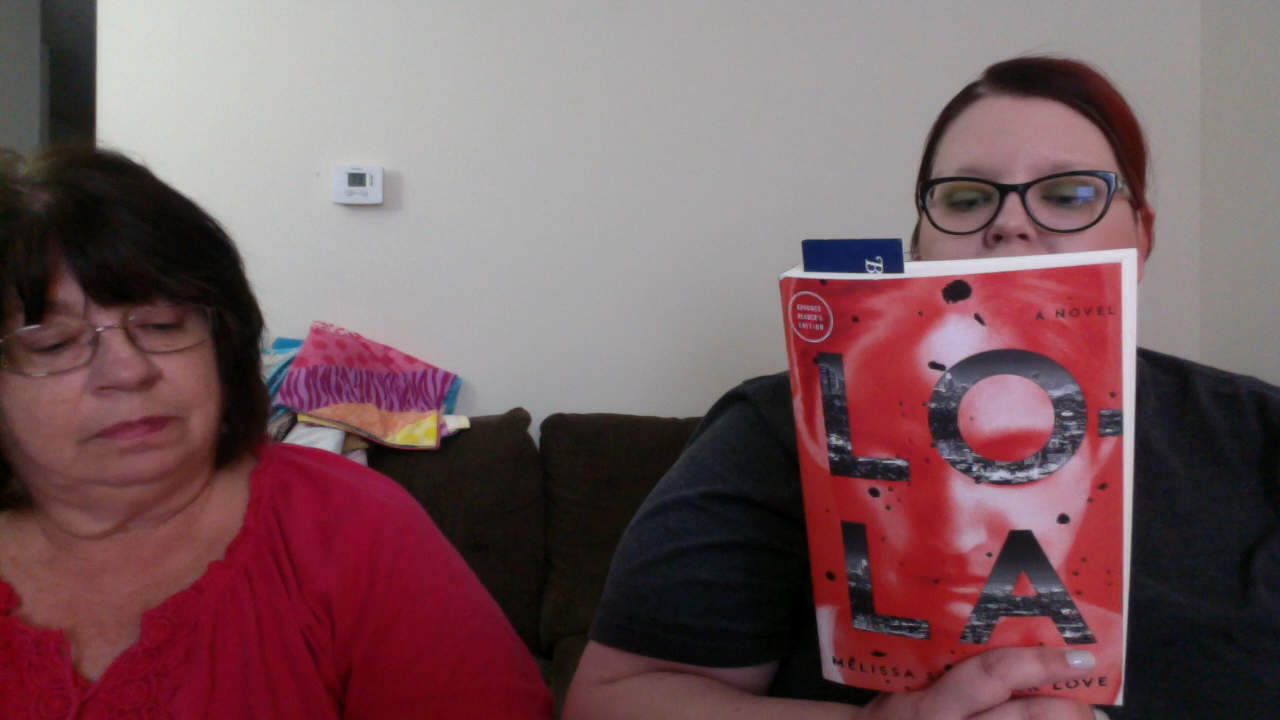 B
ADVANCE
READER'S
EDITION
A NOVEL
LO-
LA
MELISSA LOVE